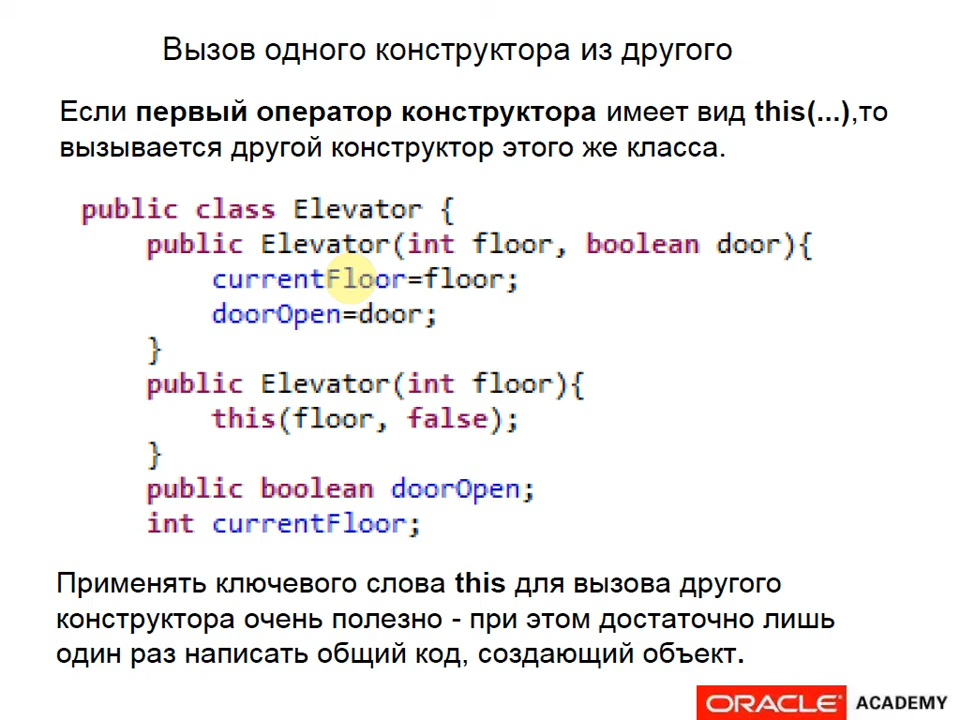 Вызов одного конструктора из другого
Если первый оператор конструктора имеет вид this(...),то
вызывается другой конструктор этого же класса.
public class Elevator {
public Elevator(int floor, boolean door){
currentFloor=floor;
doorOpen=door;
}
public Elevator(int floor){
this(floor, false);
}
public boolean doorOpen;
int currentFloor;
Применять ключевого слова this для вызова другого
конструктора очень полезно - при этом достаточно лишь
один раз написать общий код, создающий объект.
ORACLE ACADEMY